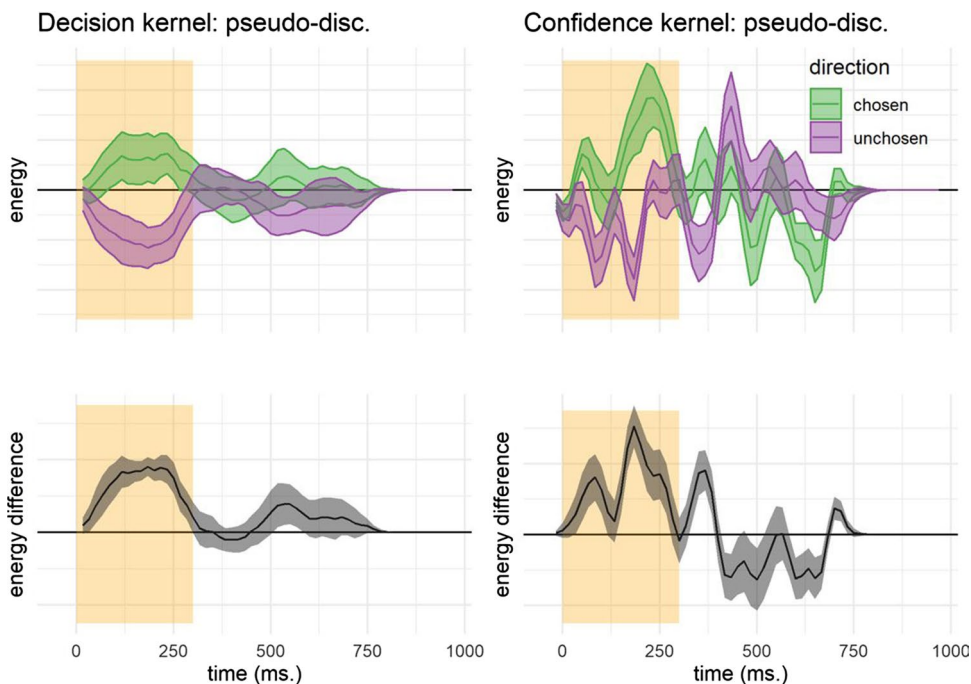 Decision kernel: pseudo-disc.
Confidence kernel: pseudo-disc.
energy
energy
direction
chosen
unchosen
energy difference
energy difference
0
250
500
750
1000
0
250
500
750
1000
time (ms.)
time (ms.)